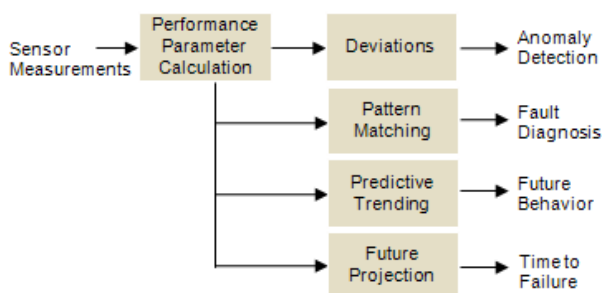 Sensor
Measurements
Performance
Parameter
Calculation
Deviations
Anomaly
Detection
Pattern
Matching
Fault
Diagnosis
Predictive
Trending
Future
Behavior
Future
Projection
Time to
Failure